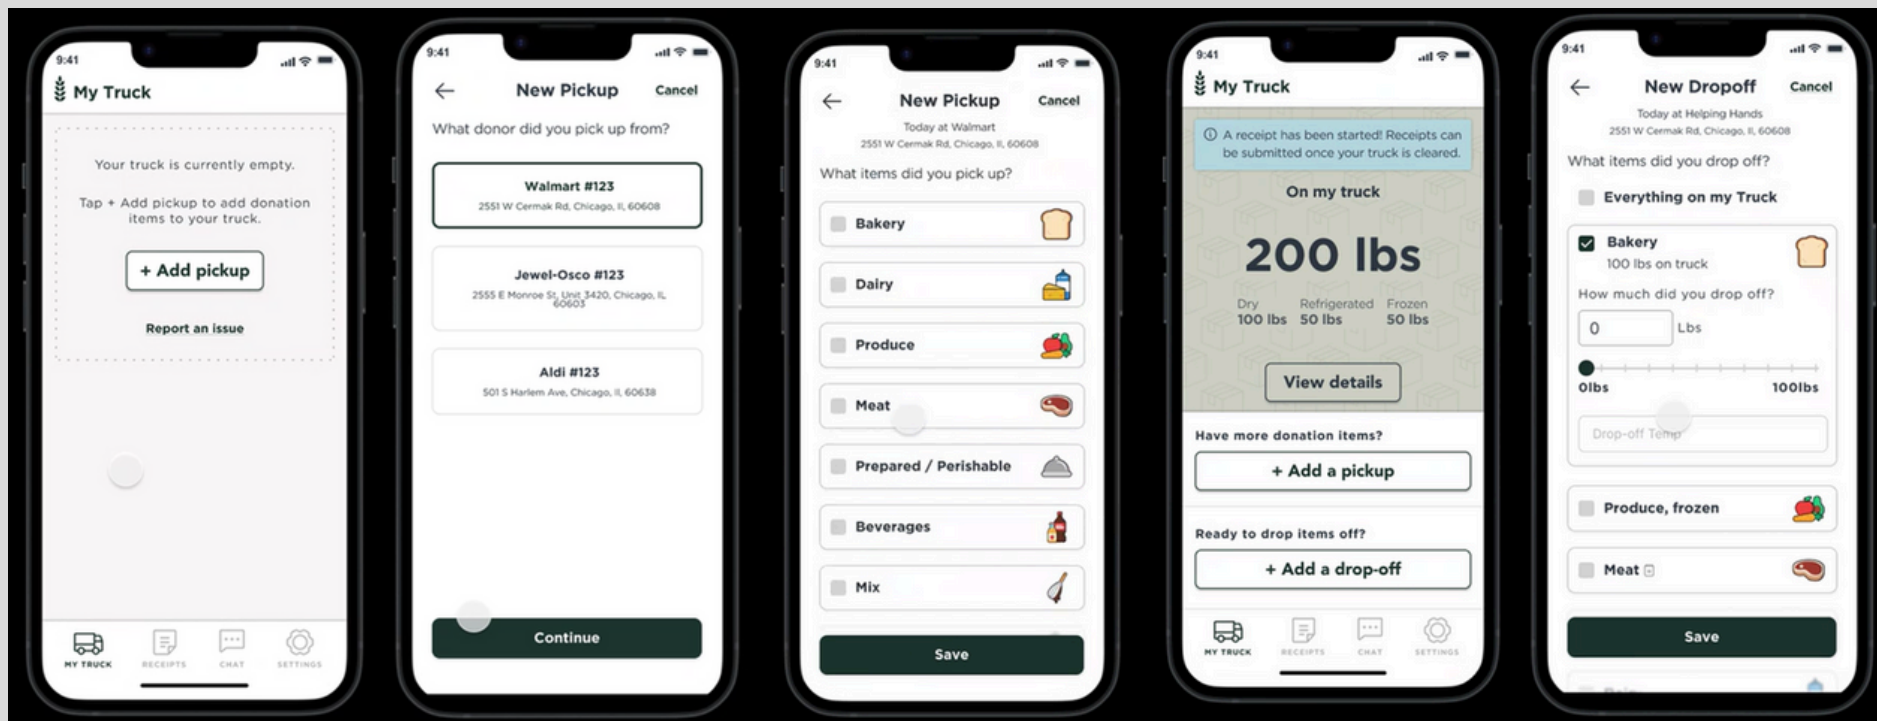 9:41
My Truck
Your truck is currently empty.
Tap + Add pickup to add donation
items to your truck.
+ Add pickup
Report an issue
MY TRUCK
RECEIPTS
CHAT
SETTINGS
9:41
New Pickup
Cancel
What donor did you pick up from?
Walmart #123
2551 W Cermak Rd, Chicago, Il, 60608
Jewel-Osco #123
2555 E Monroe St, Unit 3420, Chicago, IL,
60603
Aldi #123
501 S Harlem Ave, Chicago, Il, 60638
Continue
9:41
New Pickup
Cancel
Today at Walmart
2551 W Cermak Rd, Chicago, Il, 60608
What items did you pick up?
Bakery
Dairy
Produce
Meat
Prepared / Perishable
Beverages
Mix
Save
9:41
My Truck
A receipt has been started! Receipts can
be submitted once your truck is cleared.
On my truck
200 lbs
Dry
100 lbs
Refrigerated
50 lbs
Frozen
50 lbs
View details
Have more donation items?
+ Add a pickup
Ready to drop items off?
+ Add a drop-off
MY TRUCK
RECEIPTS
CHAT
SETTINGS
9:41
New Dropoff
Cancel
Today at Helping Hands
2551 W Cermak Rd, Chicago, Il, 60608
What items did you drop off?
Everything on my Truck
Bakery
100 lbs on truck
How much did you drop off?
0
Lbs
0lbs
100lbs
Drop-off Temp
Produce, frozen
Meat
Save